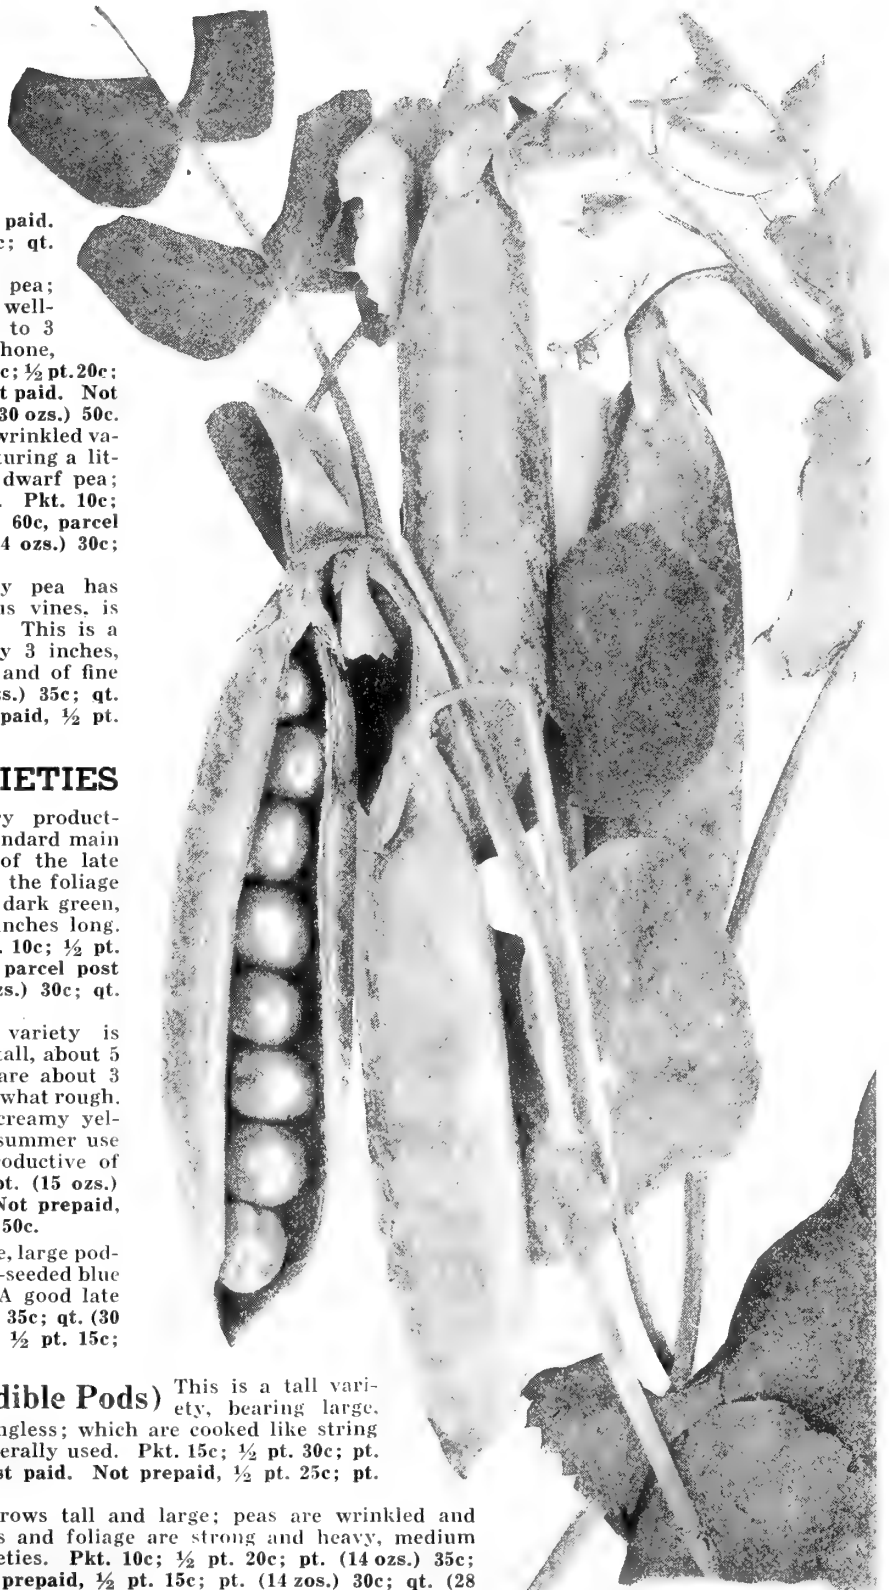 paid.
c; qt.
pea;
well-
to 3
hone,
c; ½ pt. 20c;
t paid. Not
30 ozs.) 50c.
wrinkled va-
turing a lit-
dwarf pea;
. Pkt. 10c;
60c, parcel
4 ozs.) 30c;
y pea has
us vines, is
This is a
y 3 inches,
and of fine
zs.) 35c; qt.
paid, ½ pt.
IETIES
ry product-
ndard main
of the late
the foliage
dark green,
nches long.
. 10c; ½ pt.
parcel post
zs.) 30c; qt.
variety is
tall, about 5
are about 3
what rough.
creamy yel-
summer use
oductive of
pt. (15 ozs.)
Not prepaid,
50c.
e, large pod-
-seeded blue
A good late
35c; qt. (30
½ pt. 15c;
dible Pods) This is a tall vari-
ety, bearing large,
ngless; which are cooked like string
erally used. Pkt. 15c; ½ pt. 30c; pt.
st paid. Not prepaid, ½ pt. 25c; pt.
rows tall and large; peas are wrinkled and
s and foliage are strong and heavy, medium
eties. Pkt. 10c; ½ pt. 20c; pt. (14 ozs.) 35c;
prepaid, ½ pt. 15c; pt. (14 zos.) 30c; qt. (28